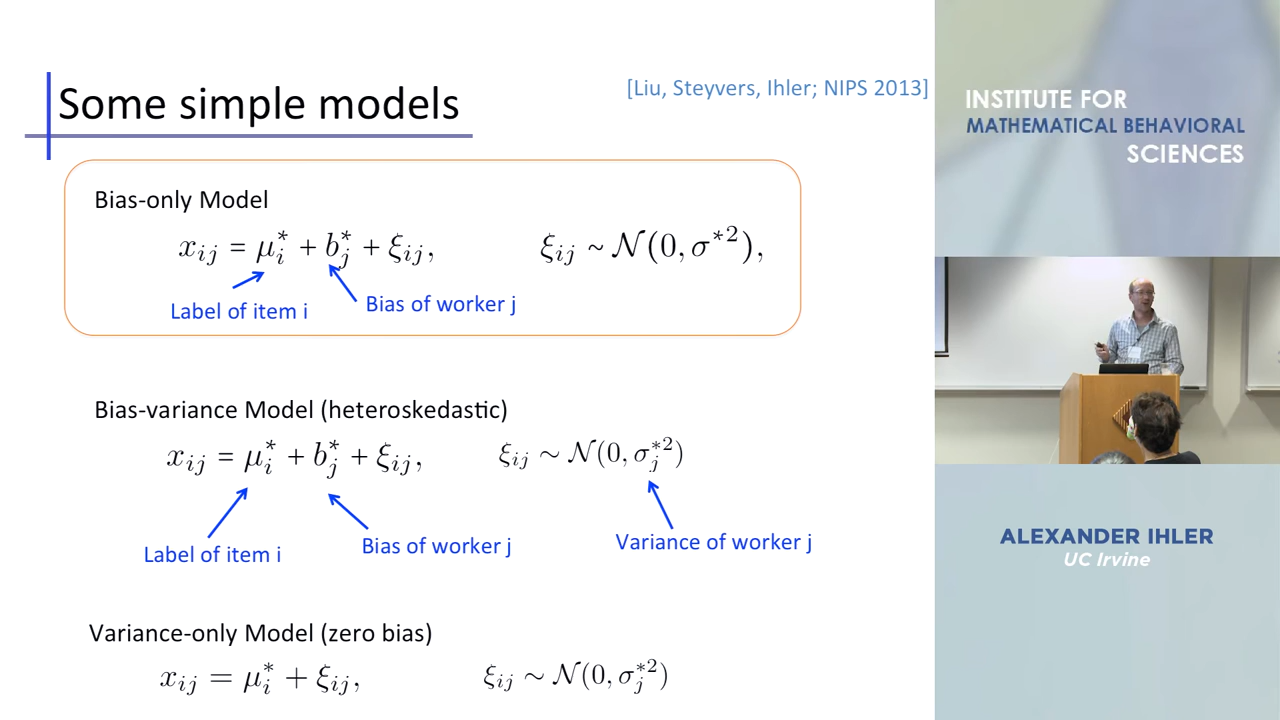 Some simple models
[Liu, Steyvers, Ihler; NIPS 2013]
Bias-only Model
x_{ij} = μ_i^* + b_j^* + ξ_{ij},    ξ_{ij} ~ 𝒩(0, σ^{*2}),
Label of item i
Bias of worker j
Bias-variance Model (heteroskedastic)
x_{ij} = μ_i^* + b_j^* + ξ_{ij},    ξ_{ij} ∼ 𝒩(0, σ_j^{*2})
Label of item i
Bias of worker j
Variance of worker j
Variance-only Model (zero bias)
x_{ij} = μ_i^* + ξ_{ij},    ξ_{ij} ∼ 𝒩(0, σ_j^{*2})
INSTITUTE FOR
MATHEMATICAL BEHAVIORAL
SCIENCES
ALEXANDER IHLER
UC Irvine